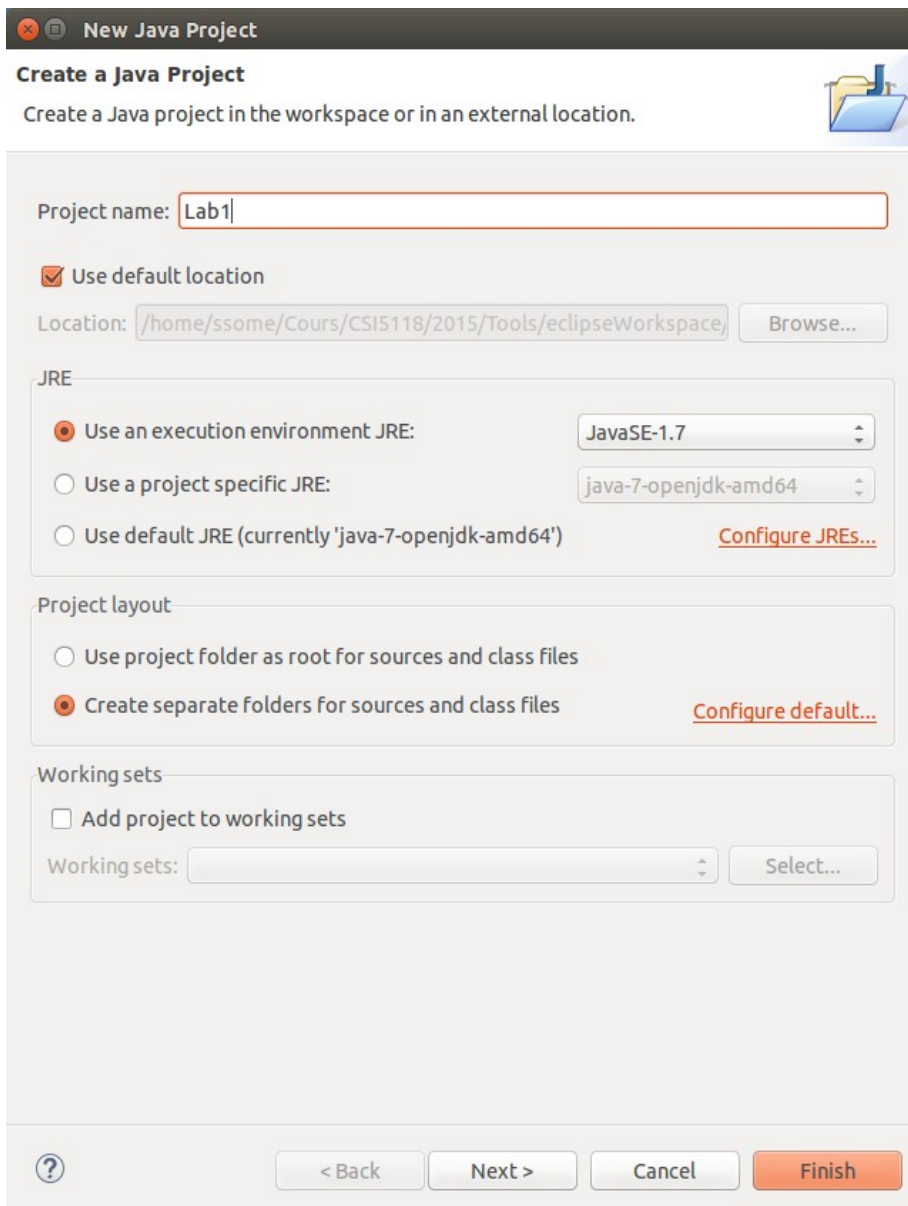 New Java Project
Create a Java Project
Create a Java project in the workspace or in an external location.
Project name: Lab1
Use default location
Location: /home/ssome/Cours/CSI5118/2015/Tools/eclipseWorkspace/ Browse...
JRE
Use an execution environment JRE: JavaSE-1.7
Use a project specific JRE: java-7-openjdk-amd64
Use default JRE (currently 'java-7-openjdk-amd64') Configure JREs...
Project layout
Use project folder as root for sources and class files
Create separate folders for sources and class files Configure default...
Working sets
Add project to working sets
Working sets: Select...
? < Back Next > Cancel Finish